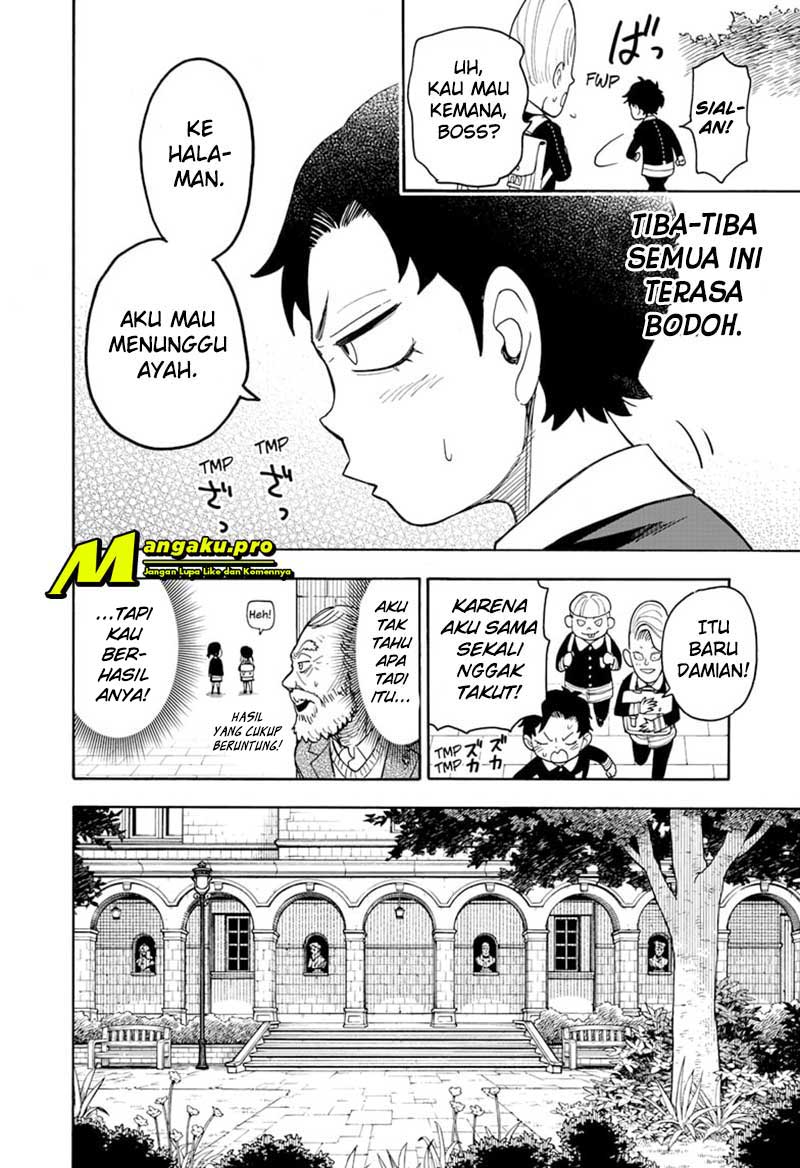 SIAL-
AN!
ばっ
FWP
UH,
KAU MAU
KEMANA,
BOSS?
TIBA-TIBA
SEMUA INI
TERASA
BODOH.
KE
HALA-
MAN.
AKU MAU
MENUNGGU
AYAH.
TMP
ざっ
TMP
ざっ
Mangaku.pro
Jangan Lupa Like dan Komennya
ITU
BARU
DAMIAN!
KARENA
AKU SAMA
SEKALI
NGGAK
TAKUT!
TMP
TMP
ズカ
ズカ
AKU
TAK
TAHU
APA
TADI
ITU...
Heh!
HASIL
YANG CUKUP
BERUNTUNG!
...TAPI
KAU
BER-
HASIL
ANYA!